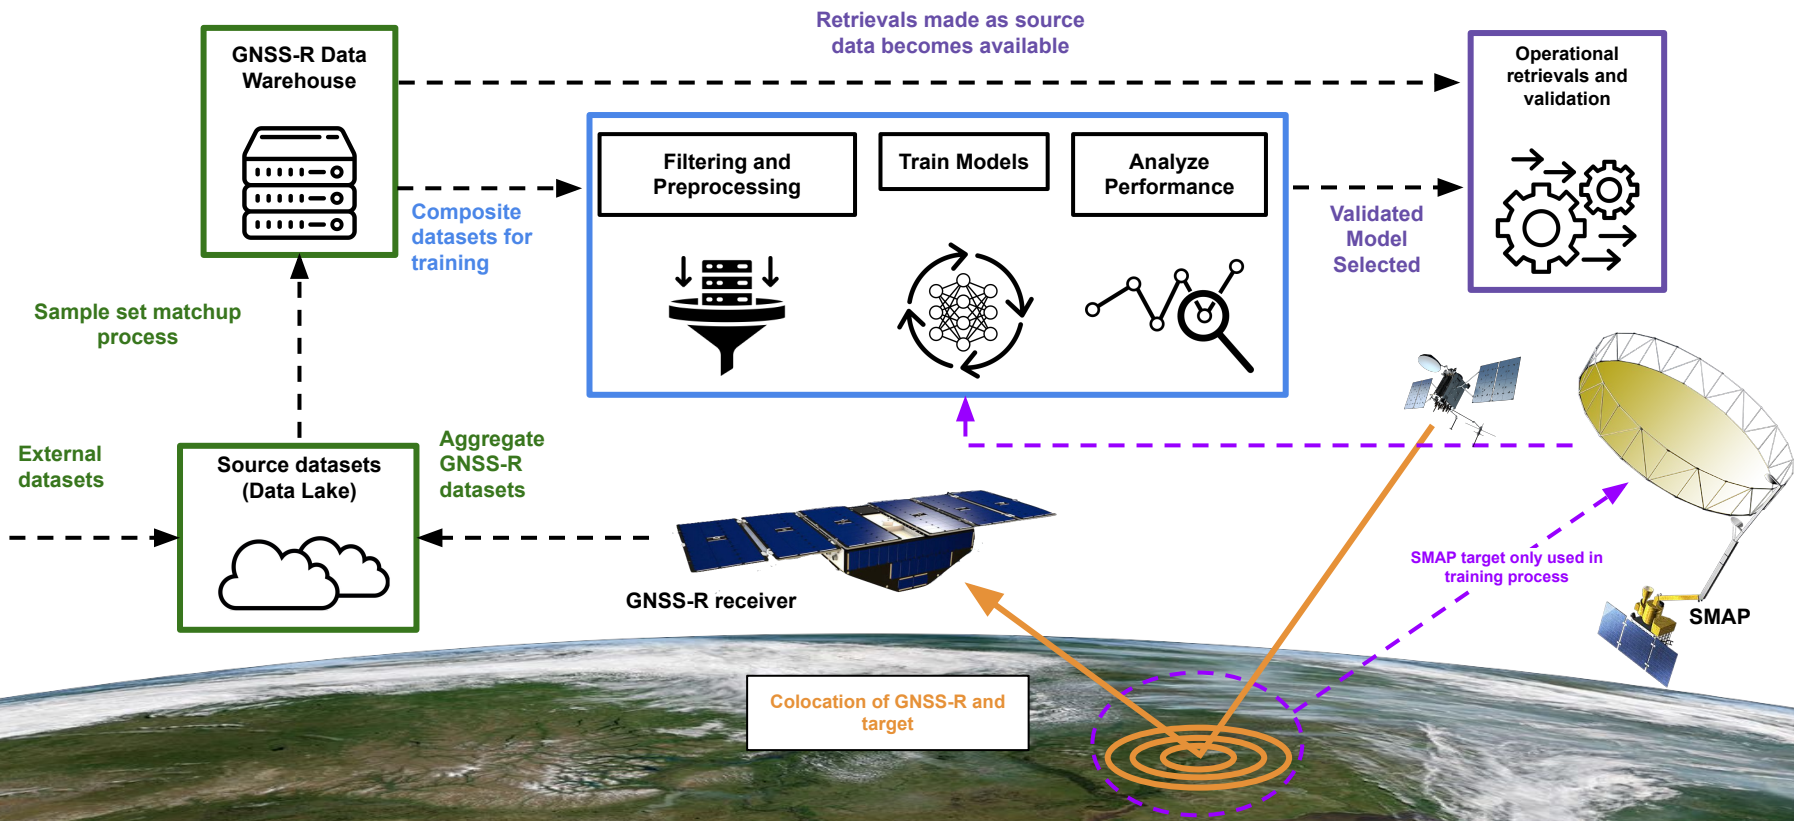 Retrievals made as source
data becomes available
GNSS-R Data
Warehouse
Operational
retrievals and
validation
Filtering and
Preprocessing
Train Models
Analyze
Performance
Composite
datasets for
training
Validated
Model
Selected
Sample set matchup
process
External
datasets
Source datasets
(Data Lake)
Aggregate
GNSS-R
datasets
GNSS-R receiver
SMAP target only used in
training process
SMAP
Colocation of GNSS-R and
target